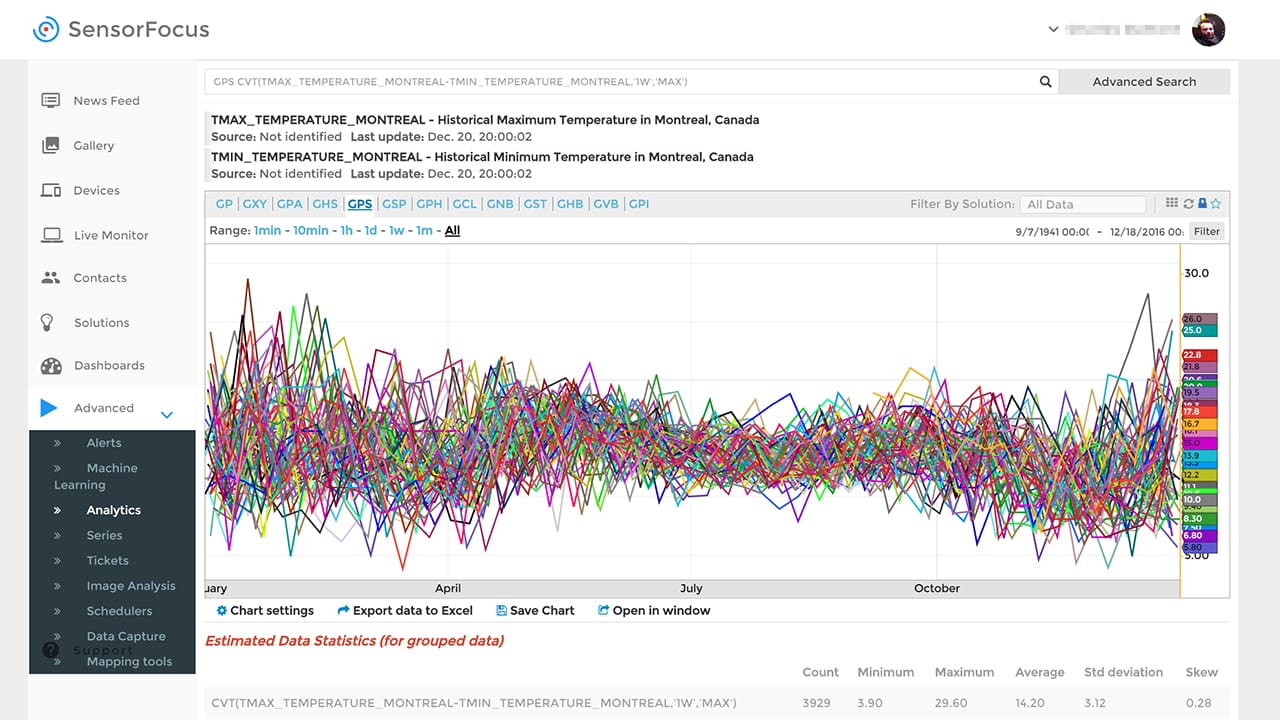 SensorFocus
GPS CVT(TMAX_TEMPERATURE_MONTREAL-TMIN_TEMPERATURE_MONTREAL,'1W','MAX')
Advanced Search
News Feed
Gallery
Devices
Live Monitor
Contacts
Solutions
Dashboards
Advanced
» Alerts
» Machine
Learning
» Analytics
» Series
» Tickets
» Image Analysis
» Schedulers
» Data Capture
Support
» Mapping tools
TMAX_TEMPERATURE_MONTREAL - Historical Maximum Temperature in Montreal, Canada
Source: Not identified Last update: Dec. 20, 20:00:02
TMIN_TEMPERATURE_MONTREAL - Historical Minimum Temperature in Montreal, Canada
Source: Not identified Last update: Dec. 20, 20:00:02
GP | GXY | GPA | GHS | GPS | GSP | GPH | GCL | GNB | GST | GHB | GVB | GPI
Filter By Solution: All Data
Range: 1min - 10min - 1h - 1d - 1w - 1m - All
9/7/1941 00:0( - 12/18/2016 00: Filter
30.0
26.0
25.0
22.8
21.8
19.5
17.8
16.7
15.0
13.9
12.2
10.0
8.30
6.80
5.80
5.00
uary April July October
Chart settings Export data to Excel Save Chart Open in window
Estimated Data Statistics (for grouped data)
Count Minimum Maximum Average Std deviation Skew
CVT(TMAX_TEMPERATURE_MONTREAL-TMIN_TEMPERATURE_MONTREAL,'1W','MAX') 3929 3.90 29.60 14.20 3.12 0.28